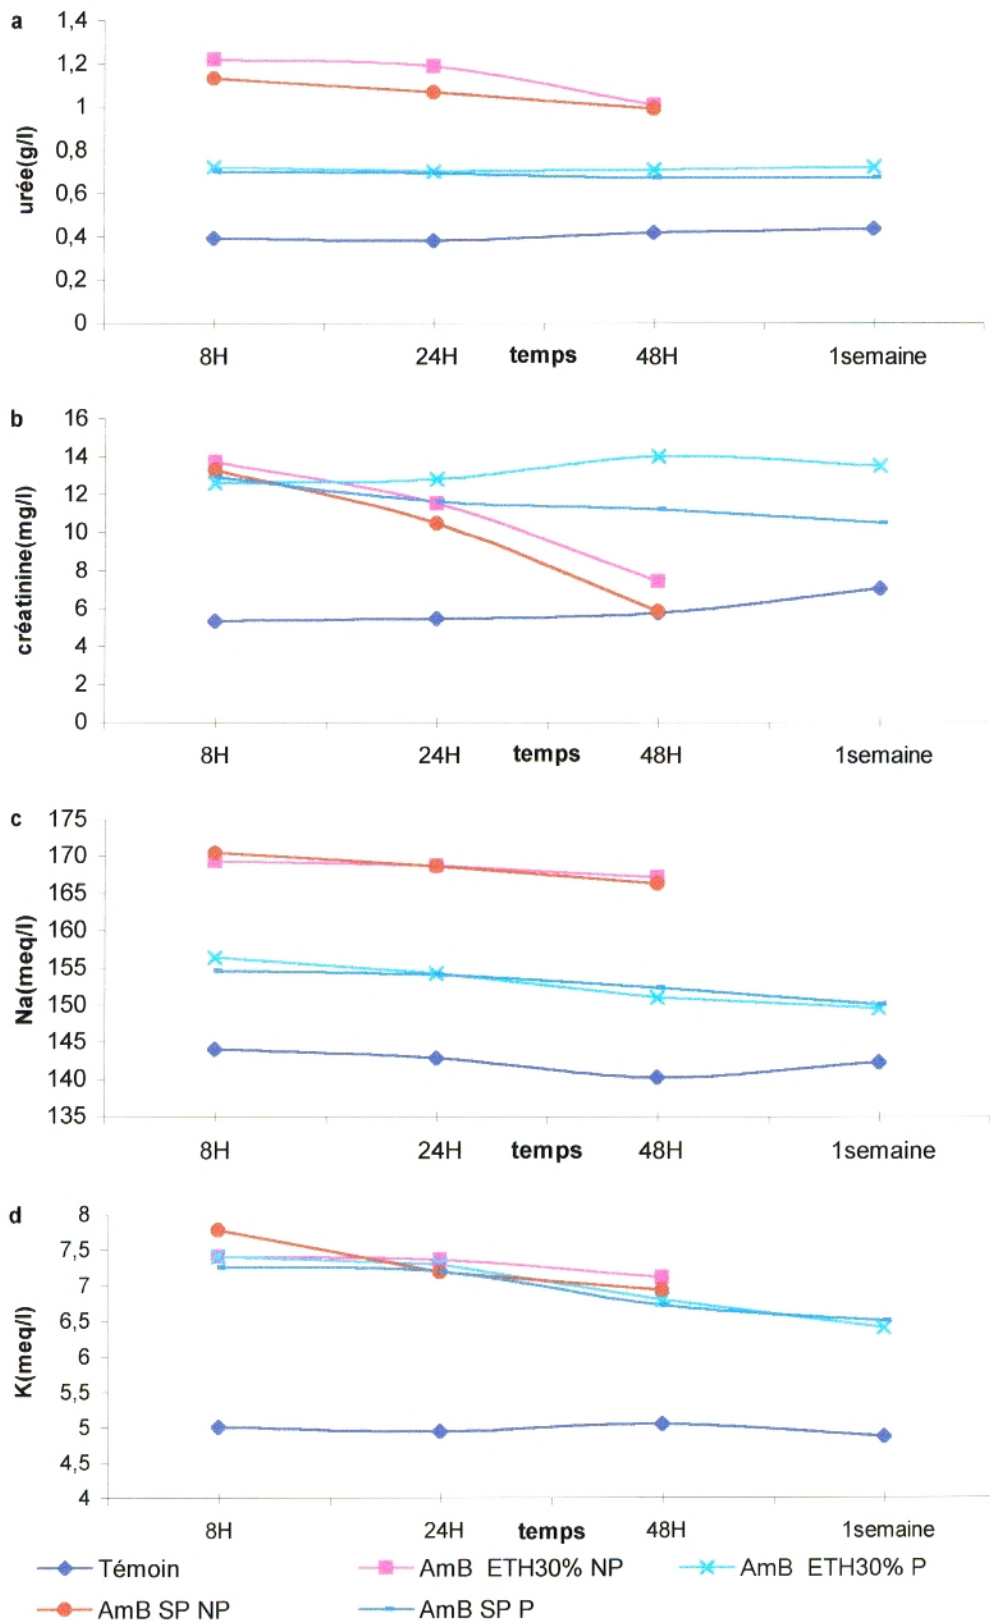 a
urée(g/l)
1,4
1,2
1
0,8
0,6
0,4
0,2
0
8H 24H temps 48H 1semaine
b
créatinine(mg/l)
16
14
12
10
8
6
4
2
0
8H 24H temps 48H 1semaine
c
Na(meq/l)
175
170
165
160
155
150
145
140
135
8H 24H temps 48H 1semaine
d
K(meq/l)
8
7,5
7
6,5
6
5,5
5
4,5
4
8H 24H temps 48H 1semaine
Témoin AmB ETH30% NP AmB ETH30% P
AmB SP NP AmB SP P